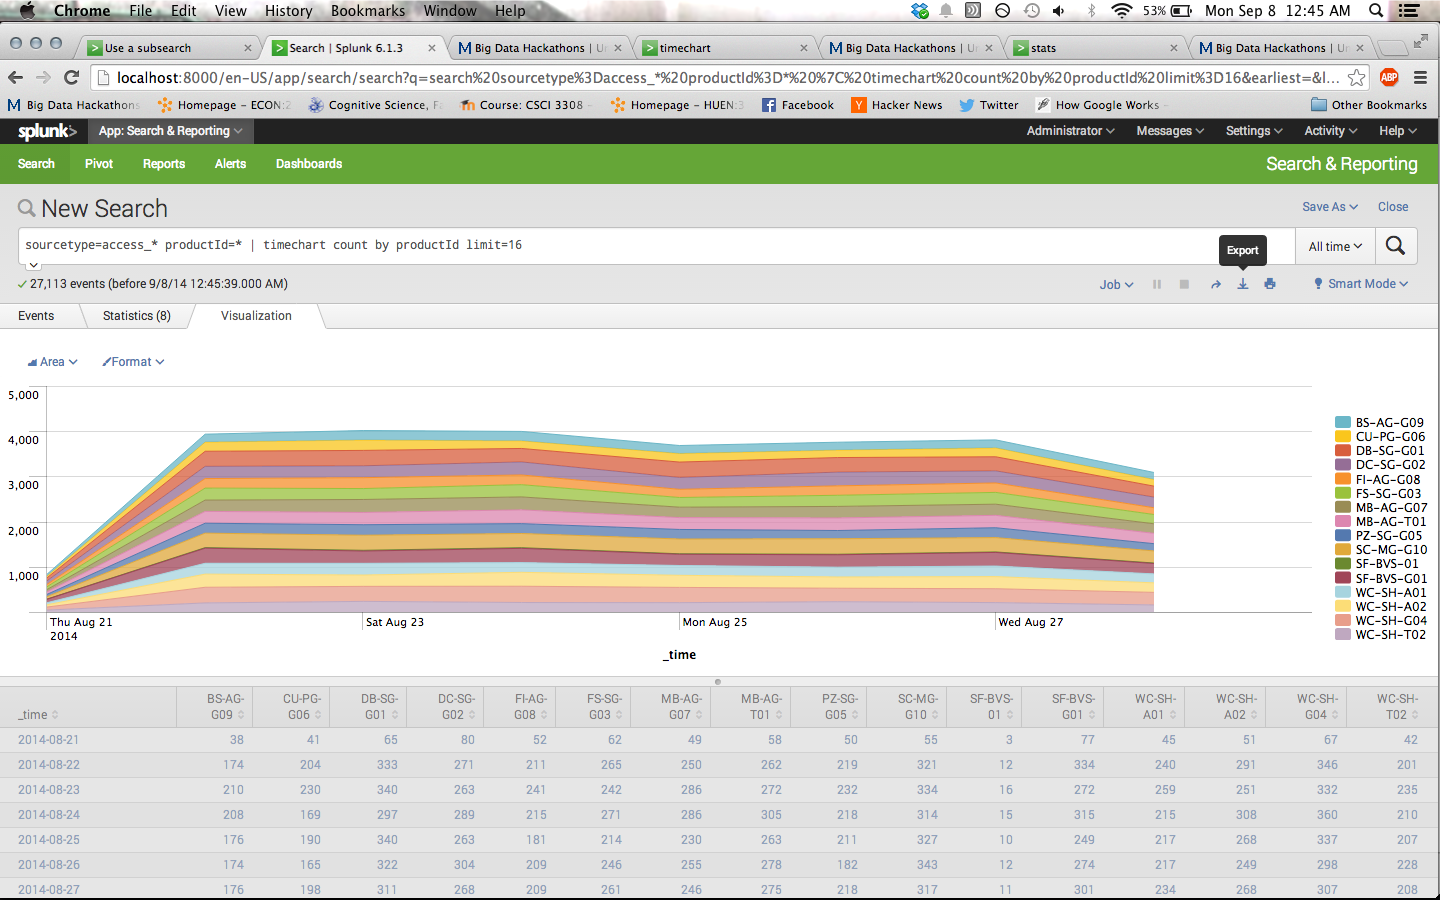 Chrome File Edit View History Bookmarks Window Help 53% Mon Sep 8 12:45 AM
Use a subsearch
Search | Splunk 6.1.3
Big Data Hackathons | Un
timechart
Big Data Hackathons | Un
stats
Big Data Hackathons | Un
localhost:8000/en-US/app/search/search?q=search%20sourcetype%3Daccess_*%20productId%3D*%20%7C%20timechart%20count%20by%20productId%20limit%3D16&earliest=&l...
ABP
Big Data Hackathons Homepage – ECON:2 Cognitive Science, Fa Course: CSCI 3308 – Homepage – HUEN:3 Facebook Hacker News Twitter How Google Works – Other Bookmarks
splunk> App: Search & Reporting Administrator Messages Settings Activity Help
Search Pivot Reports Alerts Dashboards Search & Reporting
New Search Save As Close
sourcetype=access_* productId=* | timechart count by productId limit=16 All time
Export
27,113 events (before 9/8/14 12:45:39.000 AM) Job Smart Mode
Events Statistics (8) Visualization
Area Format
5,000
4,000
3,000
2,000
1,000
Thu Aug 21
2014
Sat Aug 23
Mon Aug 25
Wed Aug 27
_time
BS-AG-G09
CU-PG-G06
DB-SG-G01
DC-SG-G02
FI-AG-G08
FS-SG-G03
MB-AG-G07
MB-AG-T01
PZ-SG-G05
SC-MG-G10
SF-BVS-01
SF-BVS-G01
WC-SH-A01
WC-SH-A02
WC-SH-G04
WC-SH-T02
_time BS-AG-G09 CU-PG-G06 DB-SG-G01 DC-SG-G02 FI-AG-G08 FS-SG-G03 MB-AG-G07 MB-AG-T01 PZ-SG-G05 SC-MG-G10 SF-BVS-01 SF-BVS-G01 WC-SH-A01 WC-SH-A02 WC-SH-G04 WC-SH-T02
2014-08-21 38 41 65 80 52 62 49 58 50 55 3 77 45 51 67 42
2014-08-22 174 204 333 271 211 265 250 262 219 321 12 334 240 291 346 201
2014-08-23 210 230 340 263 241 242 286 272 232 334 16 272 259 251 332 235
2014-08-24 208 169 297 289 215 271 286 305 218 314 15 315 215 308 360 210
2014-08-25 176 190 340 263 181 214 230 263 211 327 10 249 217 268 337 207
2014-08-26 174 165 322 304 209 246 255 278 182 343 12 274 217 249 298 228
2014-08-27 176 198 311 268 209 261 246 275 218 317 11 301 234 268 307 208